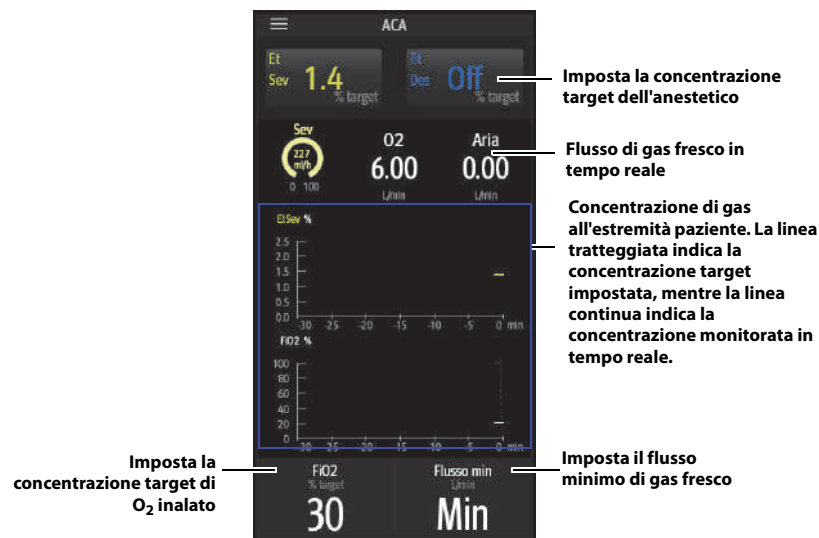 ACA
Et
Sev
1.4
% target
Et
Des
Off
% target
Imposta la concentrazione
target dell'anestetico
Sev
227
ml/h
0 100
O2
6.00
L/min
Aria
0.00
L/min
Flusso di gas fresco in
tempo reale
EtSev %
2.5
2.0
1.5
1.0
0.5
0.0
-30 -25 -20 -15 -10 -5 0 min
Concentrazione di gas
all'estremità paziente. La linea
tratteggiata indica la
concentrazione target
impostata, mentre la linea
continua indica la
concentrazione monitorata in
tempo reale.
FiO2 %
100
80
60
40
20
0
-30 -25 -20 -15 -10 -5 0 min
Imposta la
concentrazione target di
O2 inalato
FiO2
% target
30
Flusso min
L/min
Min
Imposta il flusso
minimo di gas fresco